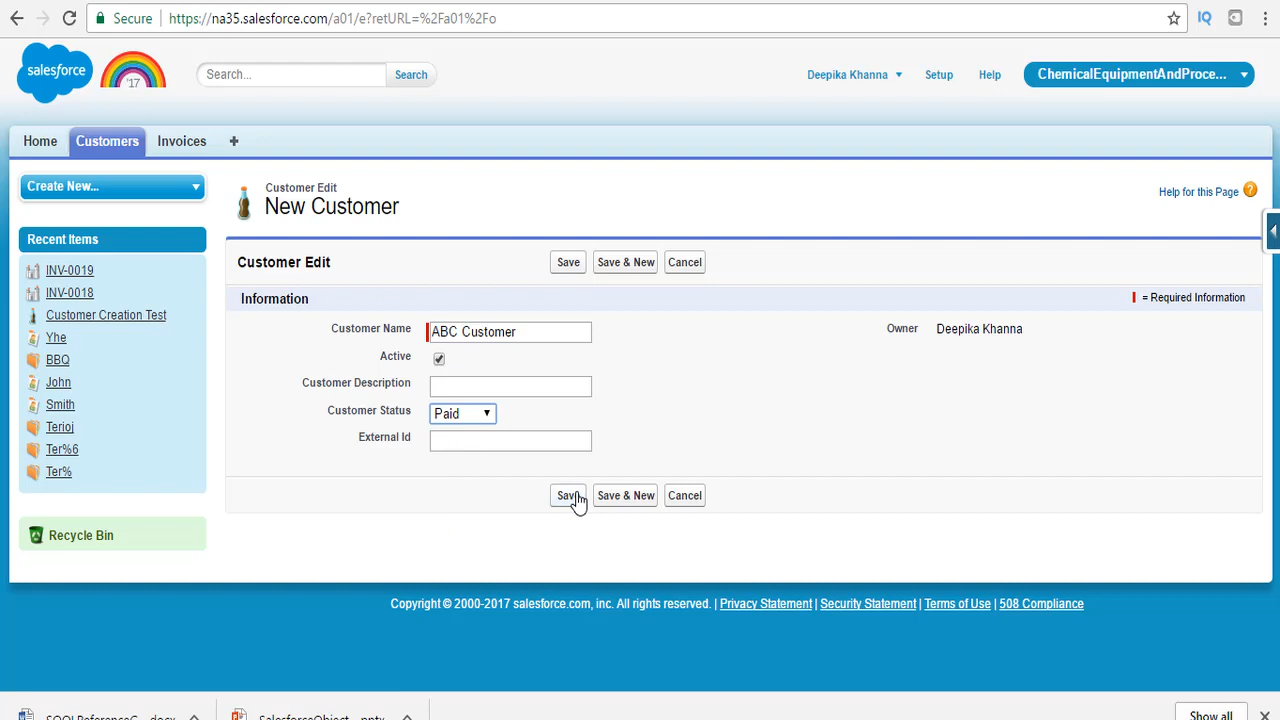 Secure https://na35.salesforce.com/a01/e?retURL=%2Fa01%2Fo
salesforce '17 Search... Search Deepika Khanna Setup Help ChemicalEquipmentAndProce...
Home Customers Invoices
Create New...
Customer Edit
New Customer
Help for this Page
Recent Items
INV-0019
INV-0018
Customer Creation Test
Yhe
BBQ
John
Smith
Terioj
Ter%6
Ter%
Recycle Bin
Customer Edit Save Save & New Cancel
Information = Required Information
Customer Name ABC Customer Owner Deepika Khanna
Active
Customer Description
Customer Status Paid
External Id
Save Save & New Cancel
Copyright © 2000-2017 salesforce.com, inc. All rights reserved. | Privacy Statement | Security Statement | Terms of Use | 508 Compliance
SOQLReferenceG....docx SalesforceObject....pptx Show all